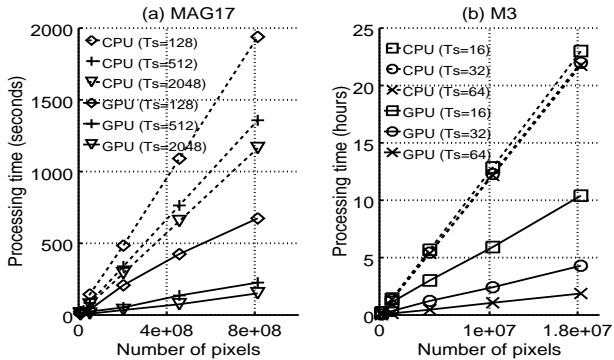 (a) MAG17
Processing time (seconds)
2000
1500
1000
500
0
CPU (Ts=128)
CPU (Ts=512)
CPU (Ts=2048)
GPU (Ts=128)
GPU (Ts=512)
GPU (Ts=2048)
0
4e+08
8e+08
Number of pixels
(b) M3
Processing time (hours)
25
20
15
10
5
0
CPU (Ts=16)
CPU (Ts=32)
CPU (Ts=64)
GPU (Ts=16)
GPU (Ts=32)
GPU (Ts=64)
0
1e+07
1.8e+07
Number of pixels